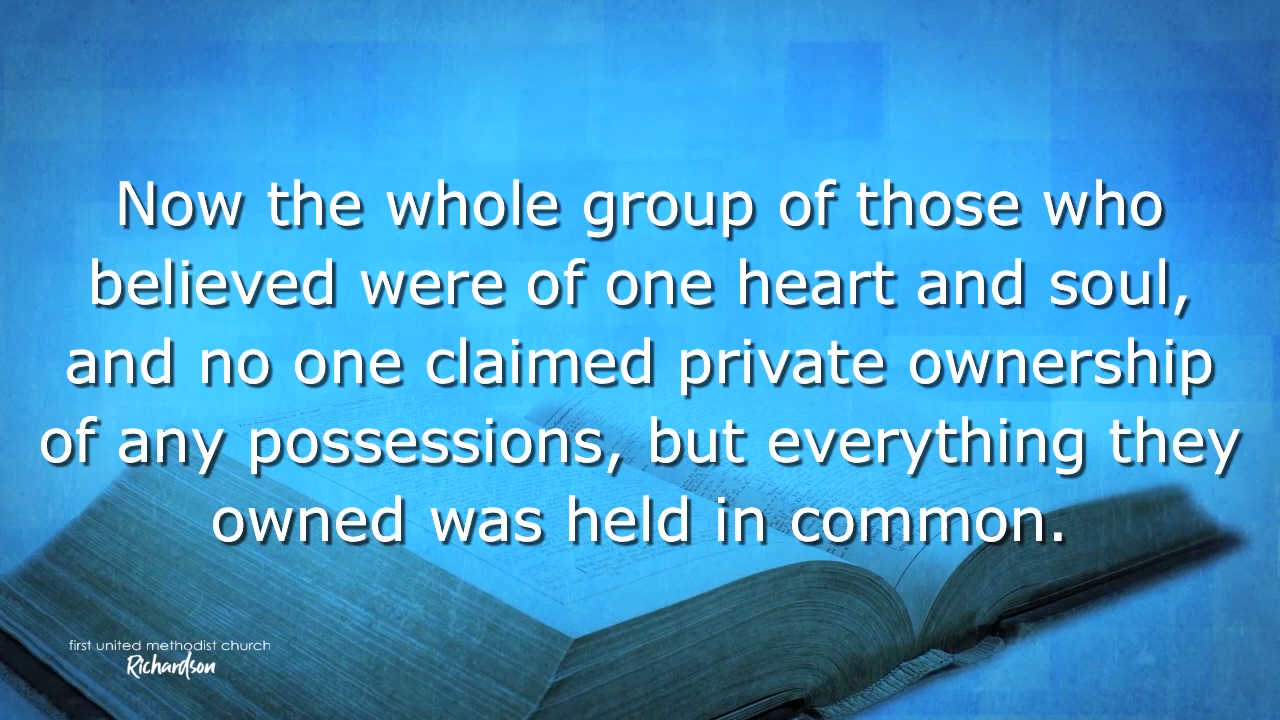 Now the whole group of those who
believed were of one heart and soul,
and no one claimed private ownership
of any possessions, but everything they
owned was held in common.
first united methodist church
Richardson